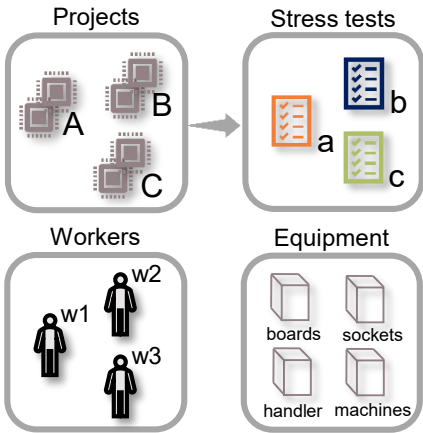 Projects
Stress tests
A
B
C
a
b
c
Workers
Equipment
w1
w2
w3
boards
sockets
handler
machines